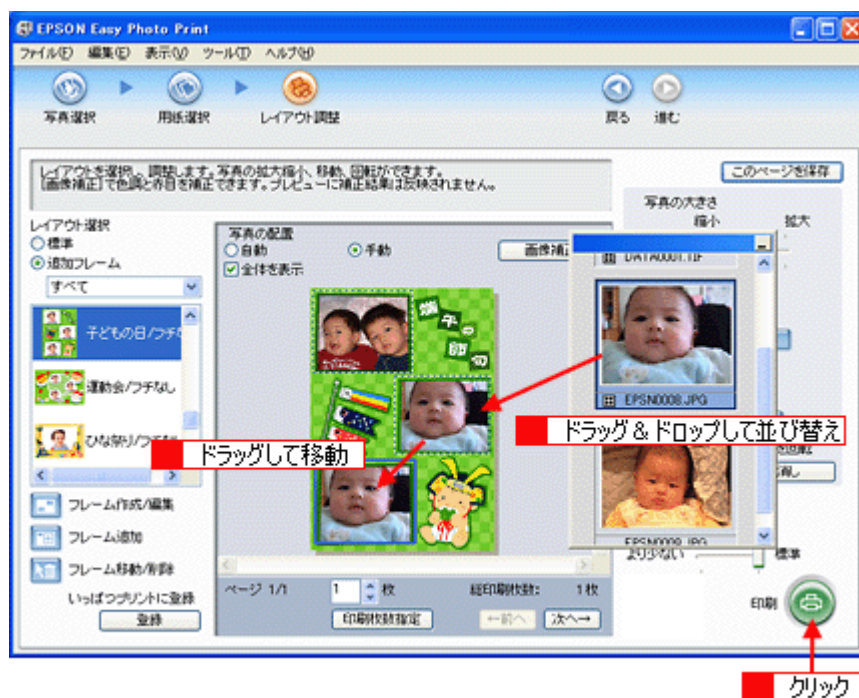 EPSON Easy Photo Print
ファイル(F) 編集(E) 表示(V) ツール(T) ヘルプ(H)
写真選択 用紙選択 レイアウト調整 戻る 進む
レイアウトを選択し、調整します。写真の拡大縮小、移動、回転ができます。
[画像補正]で色調と赤目を補正できます。プレビューに補正結果は反映されません。
このページを保存
写真の大きさ
縮小 拡大
レイアウト選択
標準
追加フレーム
すべて
子どもの日/フチな
運動会/フチなし
ひな祭り/フチなし
写真の配置
自動 手動 画像補正
全体を表示
端午の節句
DATA0001.TIF
EPSN0008.JPG
ドラッグ&ドロップして並び替え
ドラッグして移動
EPSN0009.JPG
より少ない 標準
フレーム作成/編集
フレーム追加
フレーム移動/削除
いっぱつプリントに登録
登録
ページ 1/1 1 枚 総印刷枚数: 1枚
印刷枚数指定 ←前へ 次へ→
印刷
クリック